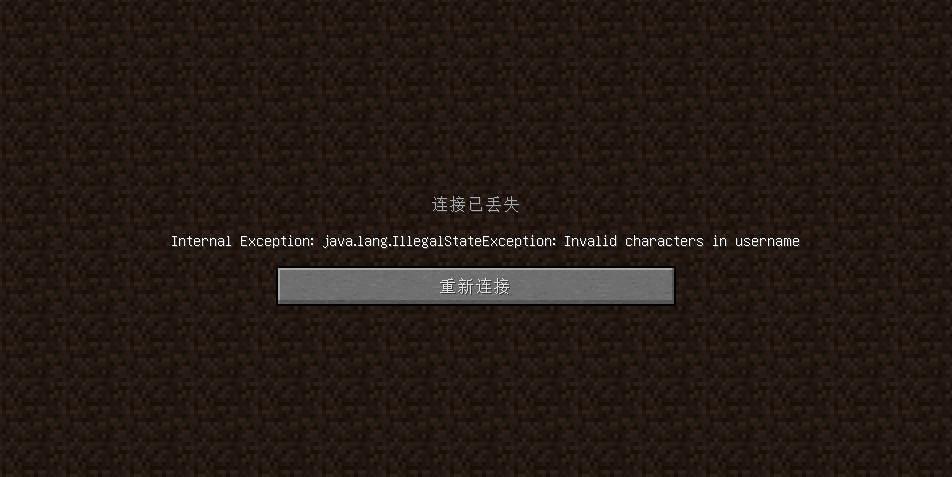 连接已丢失
Internal Exception: java.lang.IllegalStateException: Invalid characters in username
重新连接